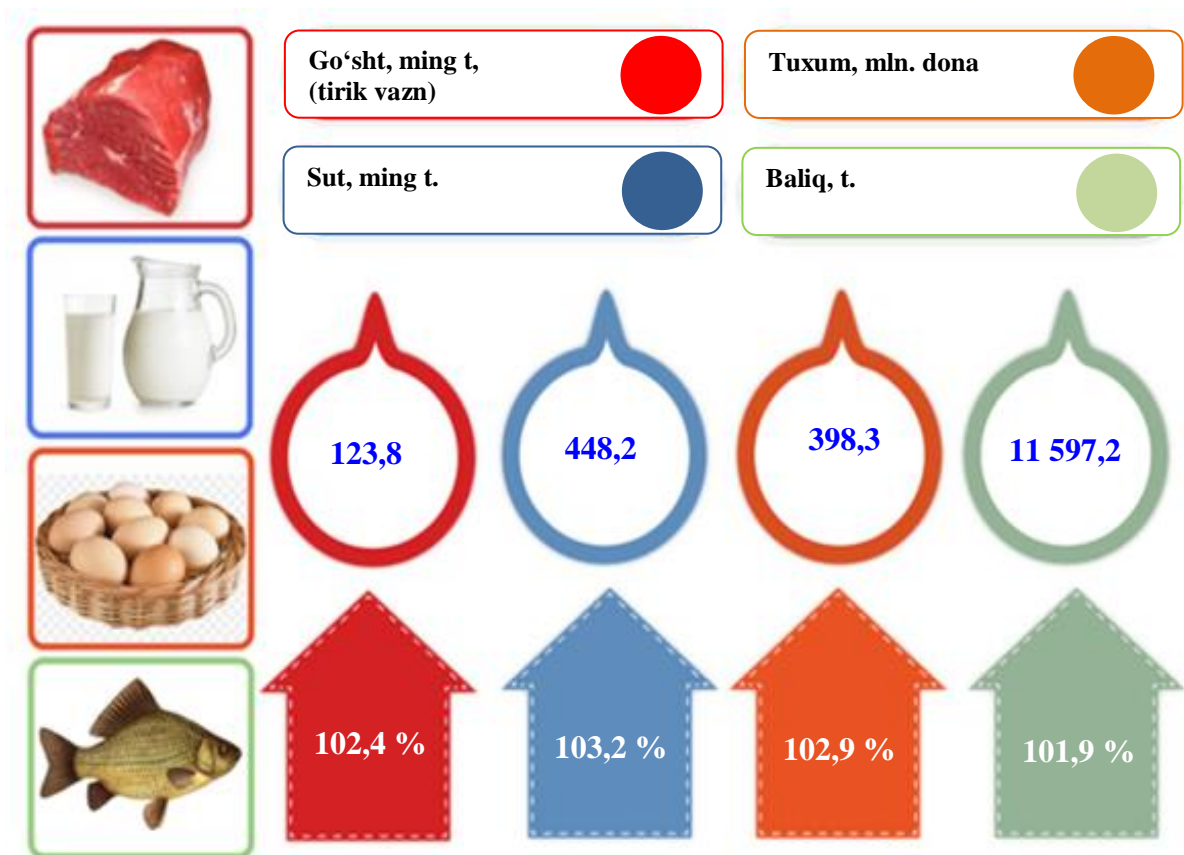 Go‘sht, ming t,
(tirik vazn)
Tuxum, mln. dona
Sut, ming t.
Baliq, t.
123,8
448,2
398,3
11 597,2
102,4 %
103,2 %
102,9 %
101,9 %